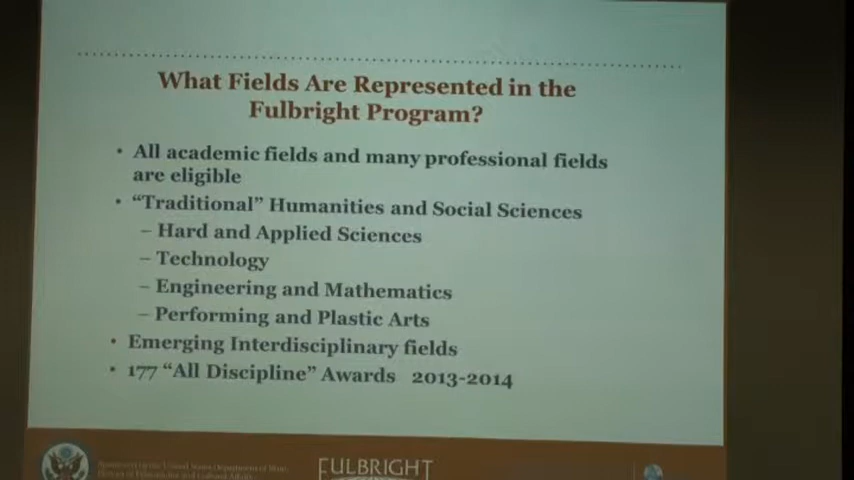 What Fields Are Represented in the
Fulbright Program?
• All academic fields and many professional fields
are eligible
• “Traditional” Humanities and Social Sciences
– Hard and Applied Sciences
– Technology
– Engineering and Mathematics
– Performing and Plastic Arts
• Emerging Interdisciplinary fields
• 177 “All Discipline” Awards 2013-2014
FULBRIGHT